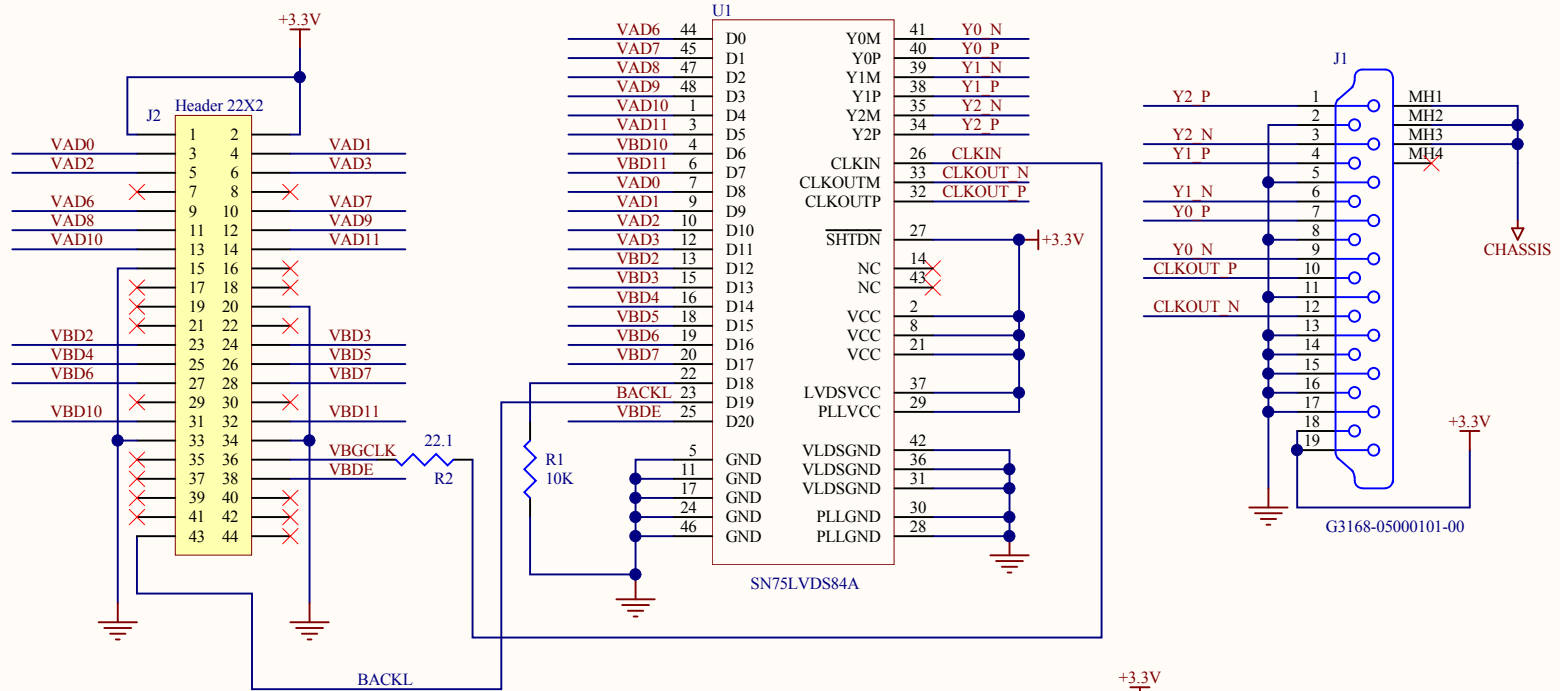 +3.3V
J2
Header 22X2
1 2
VAD0 3 4 VAD1
VAD2 5 6 VAD3
7 8
VAD6 9 10 VAD7
VAD8 11 12 VAD9
VAD10 13 14 VAD11
15 16
17 18
19 20
21 22
VBD2 23 24 VBD3
VBD4 25 26 VBD5
VBD6 27 28 VBD7
29 30
VBD10 31 32 VBD11
33 34
35 36 VBGCLK
37 38 VBDE
39 40
41 42
43 44
22.1
R2
BACKL
R1
10K
U1
VAD6 44 D0
VAD7 45 D1
VAD8 47 D2
VAD9 48 D3
VAD10 1 D4
VAD11 3 D5
VBD10 4 D6
VBD11 6 D7
VAD0 7 D8
VAD1 9 D9
VAD2 10 D10
VAD3 12 D11
VBD2 13 D12
VBD3 15 D13
VBD4 16 D14
VBD5 18 D15
VBD6 19 D16
VBD7 20 D17
22 D18
BACKL 23 D19
VBDE 25 D20
5 GND
11 GND
17 GND
24 GND
46 GND
Y0M 41 Y0_N
Y0P 40 Y0_P
Y1M 39 Y1_N
Y1P 38 Y1_P
Y2M 35 Y2_N
Y2P 34 Y2_P
CLKIN 26 CLKIN
CLKOUTM 33 CLKOUT_N
CLKOUTP 32 CLKOUT_P
SHTDN 27 +3.3V
NC 14
NC 43
VCC 2
VCC 8
VCC 21
LVDSVCC 37
PLLVCC 29
VLDSGND 42
VLDSGND 36
VLDSGND 31
PLLGND 30
PLLGND 28
SN75LVDS84A
J1
Y2_P 1 MH1
2 MH2
Y2_N 3 MH3
Y1_P 4 MH4
5
Y1_N 6
Y0_P 7
8
Y0_N 9
CLKOUT_P 10
11
CLKOUT_N 12
13
14
15
16
17
18
19
CHASSIS
+3.3V
G3168-05000101-00
+3.3V